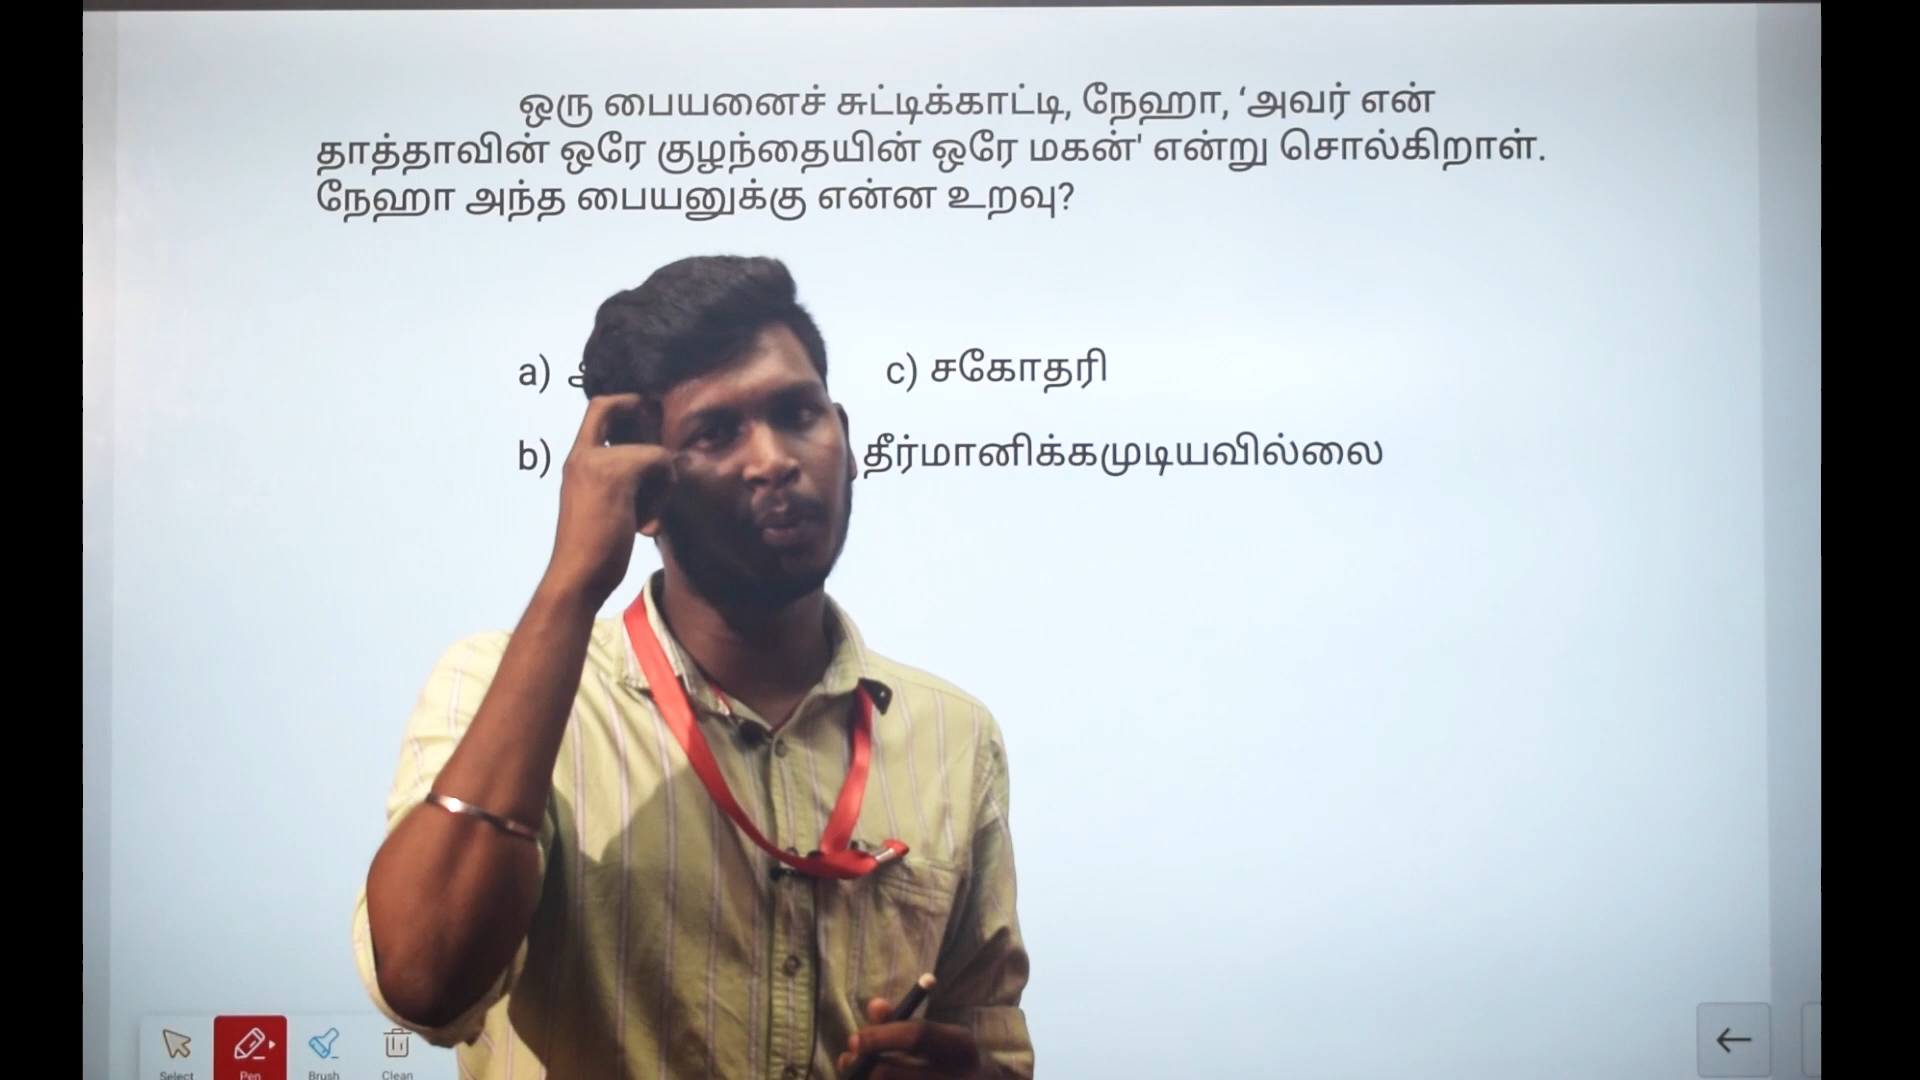 ஒரு பையனைச் சுட்டிக்காட்டி, நேஹா, ‘அவர் என்
தாத்தாவின் ஒரே குழந்தையின் ஒரே மகன்' என்று சொல்கிறாள்.
நேஹா அந்த பையனுக்கு என்ன உறவு?
a) c) சகோதரி
b) தீர்மானிக்கமுடியவில்லை
Select Pen Brush Clean